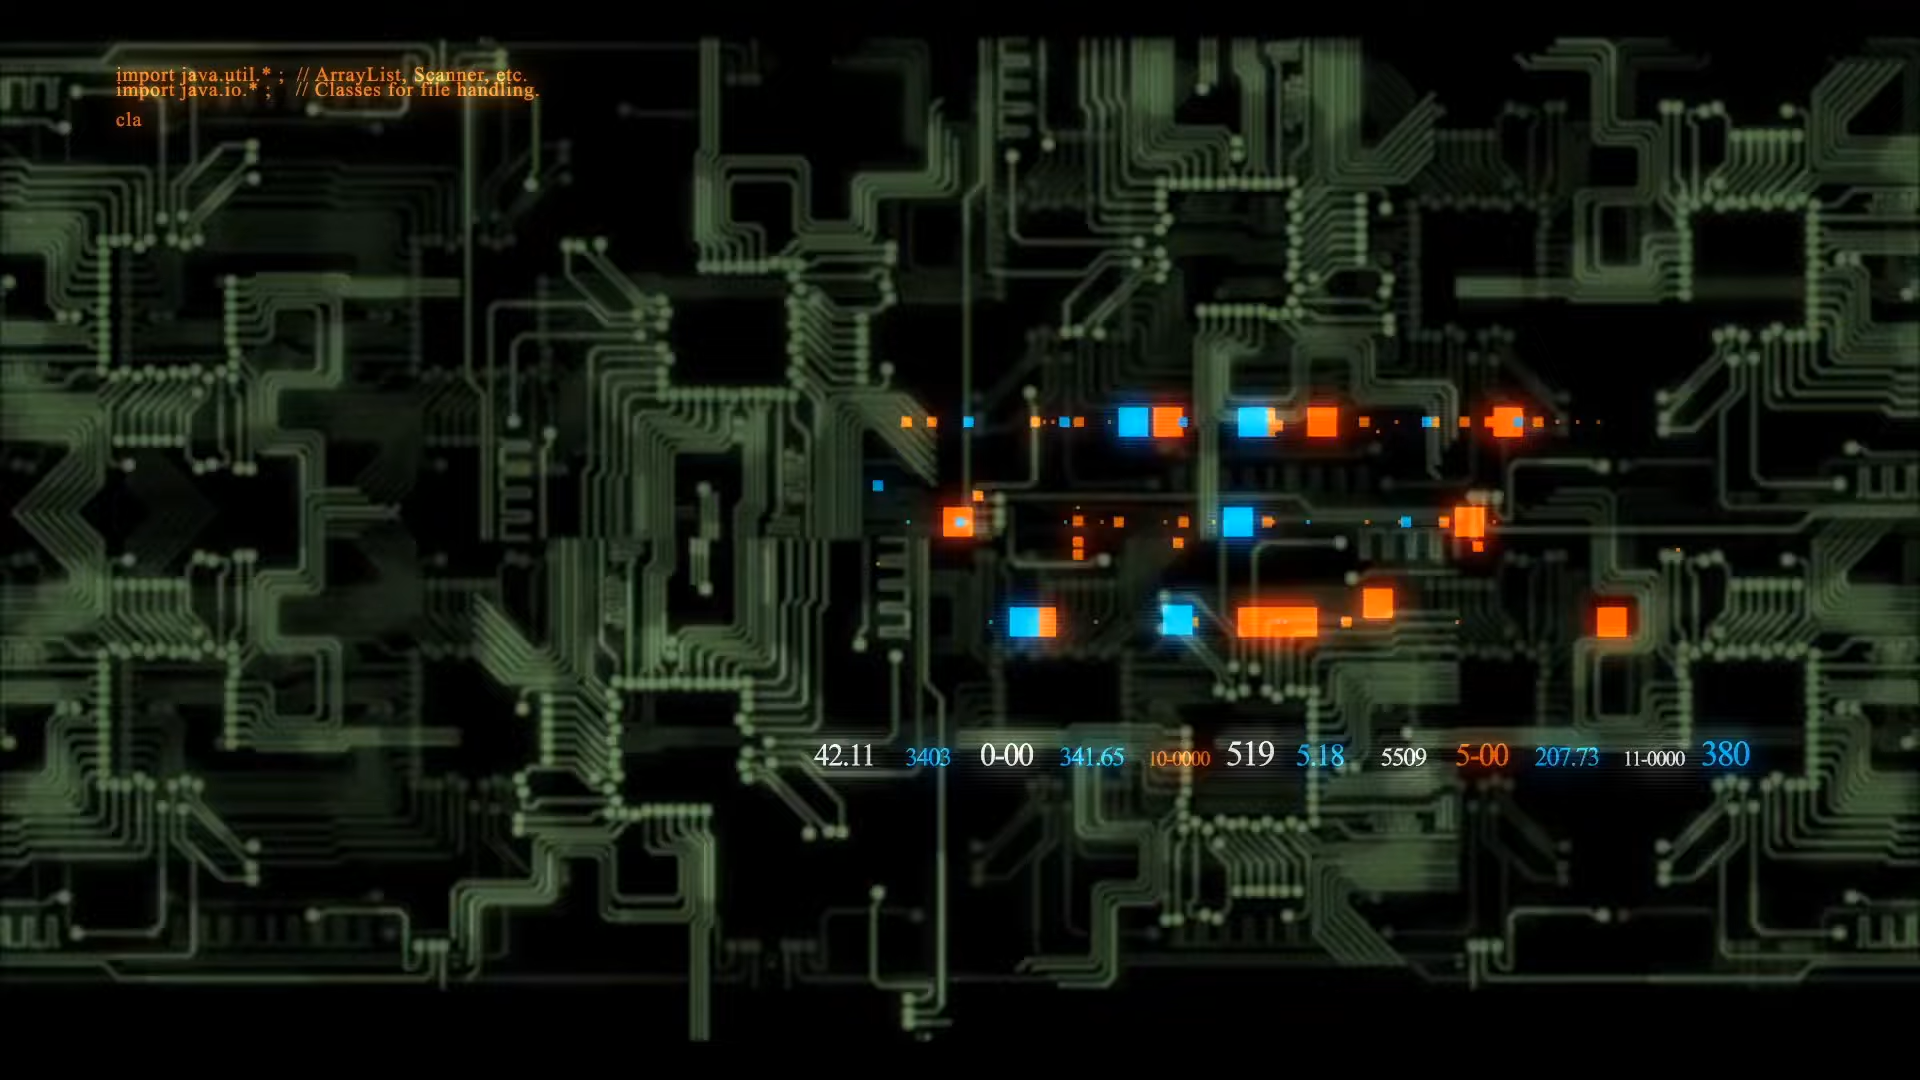 import java.util.* ;  // ArrayList, Scanner, etc.
import java.io.* ;  // Classes for file handling.
cla
42.11 3403 0-00 341.65 10-0000 519 5.18 5509 5-00 207.73 11-0000 380